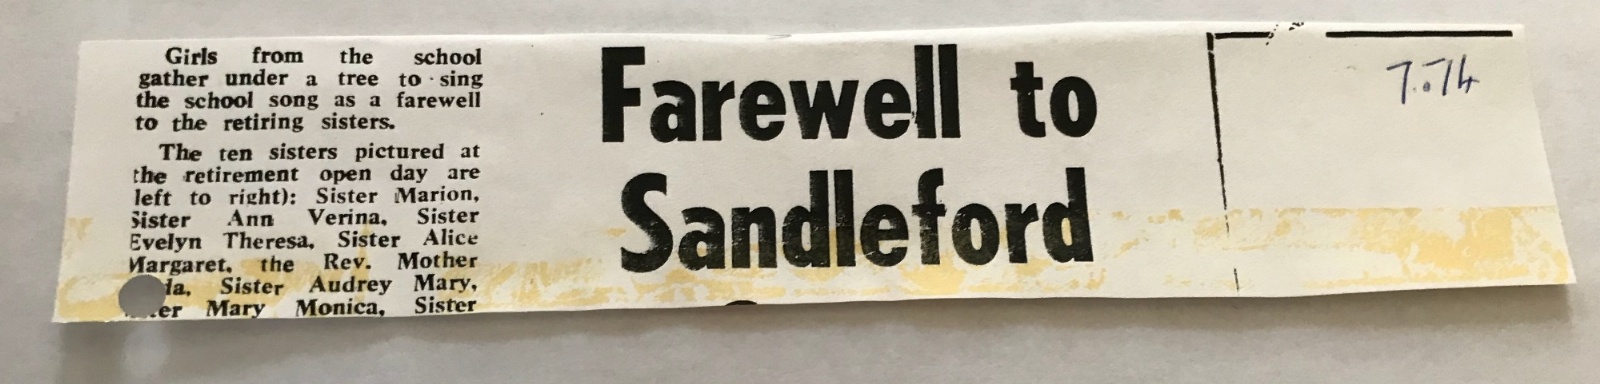 Girls from the school
gather under a tree to sing
the school song as a farewell
to the retiring sisters.
The ten sisters pictured at
the retirement open day are
left to right): Sister Marion,
Sister Ann Verina, Sister
Evelyn Theresa, Sister Alice
Margaret, the Rev. Mother
da, Sister Audrey Mary,
er Mary Monica, Sister
Farewell to
Sandleford
7.74